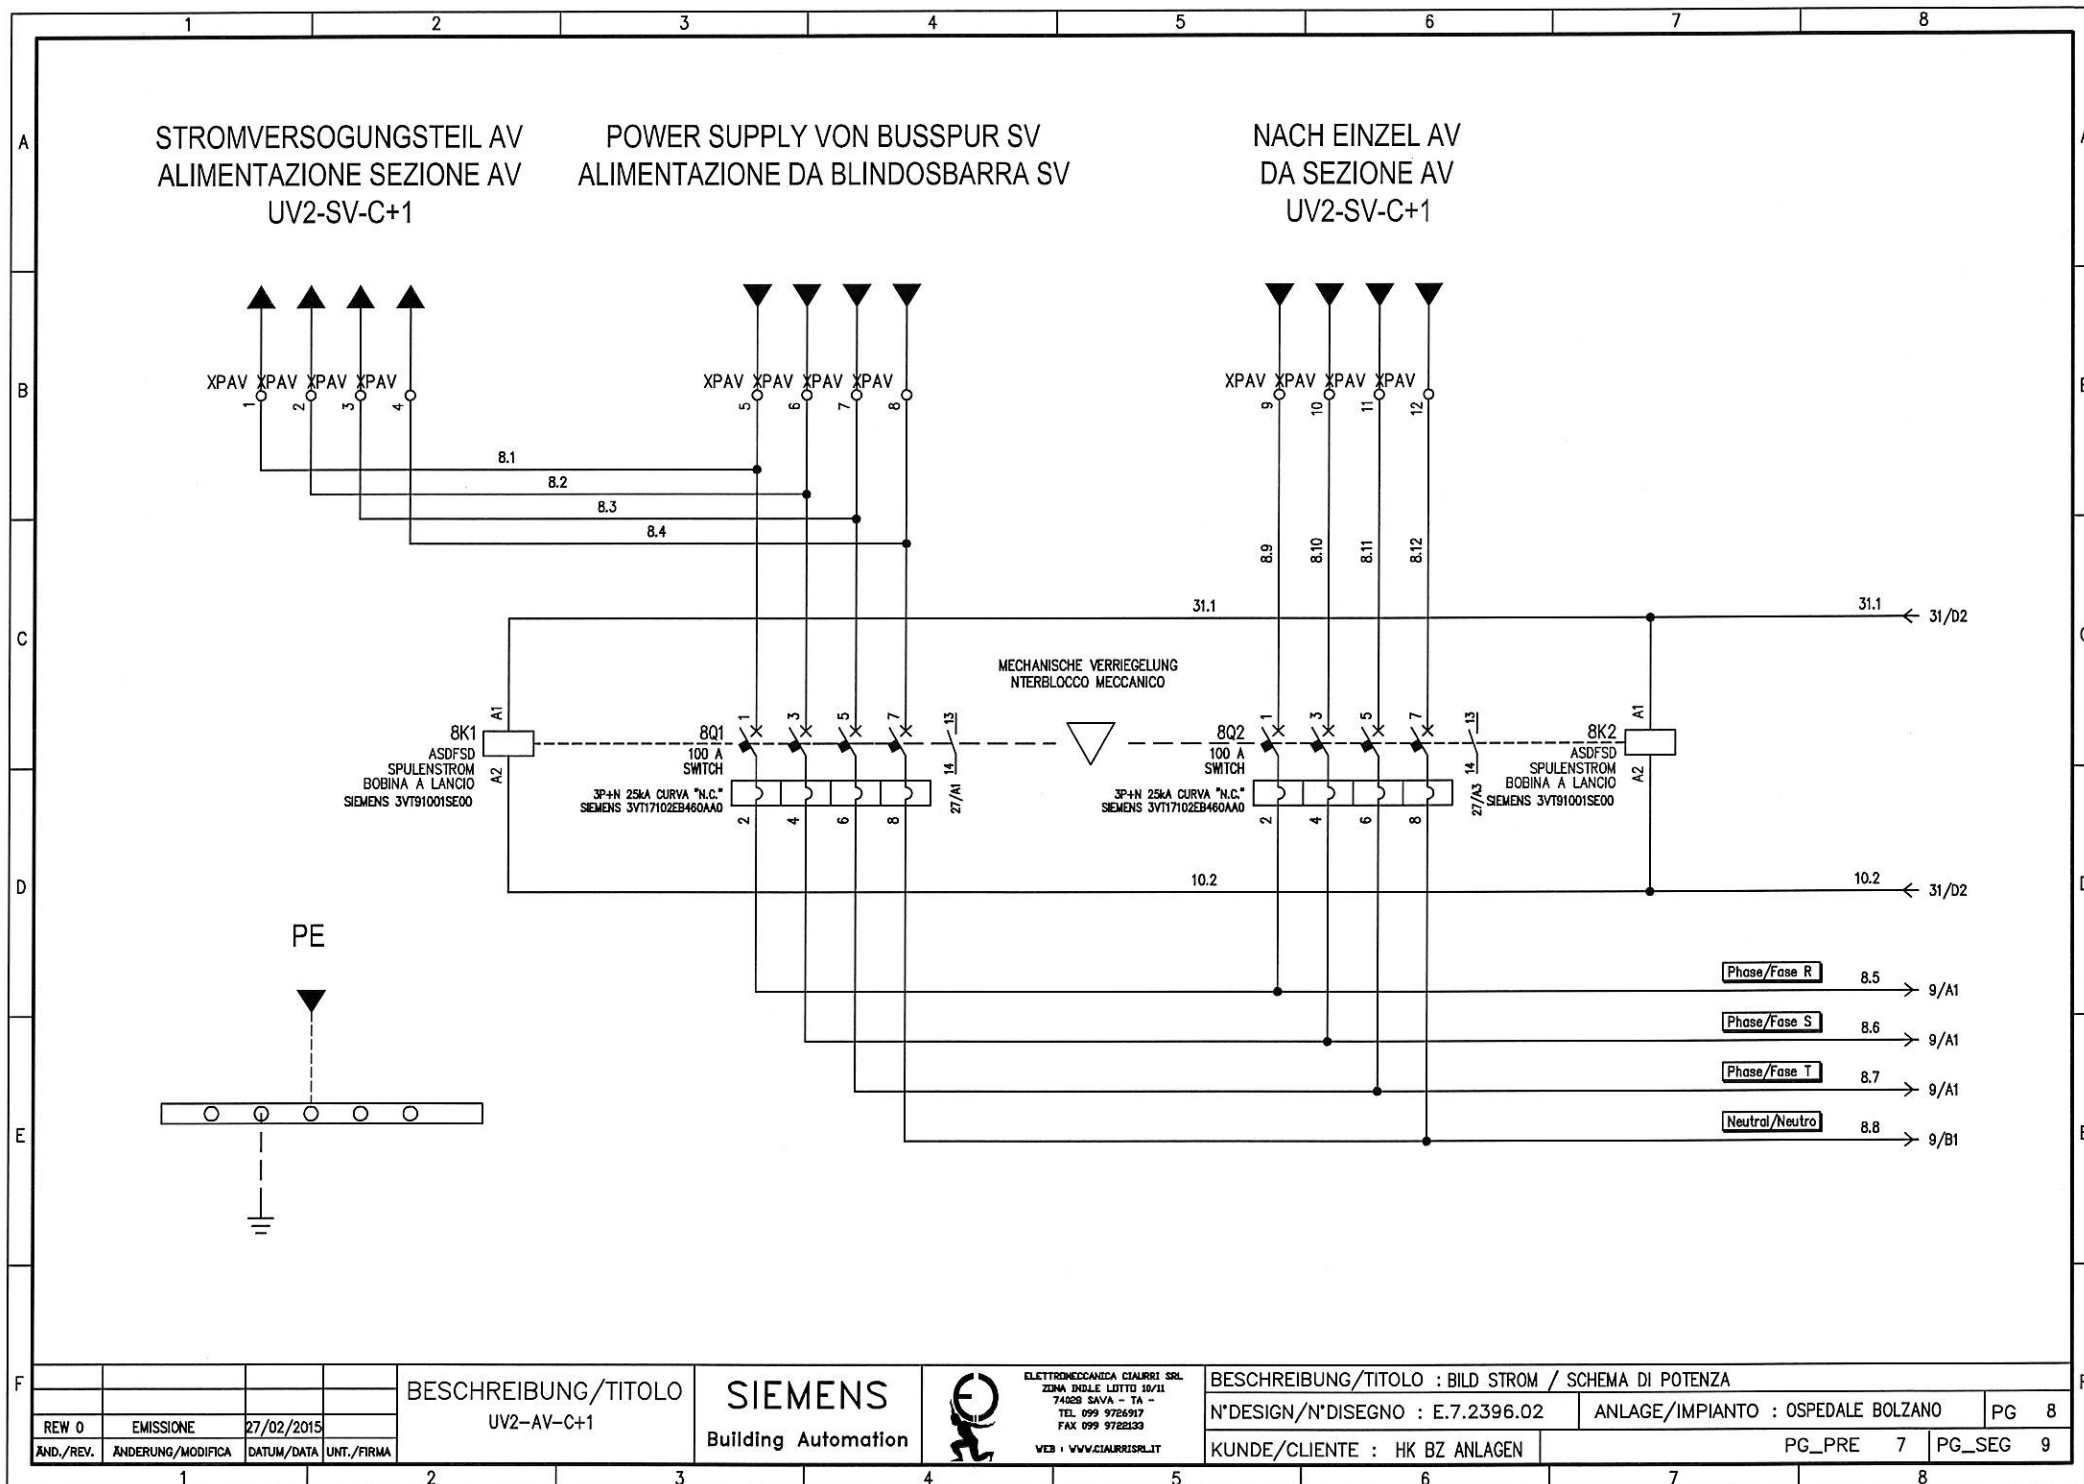 1 2 3 4 5 6 7 8
A
STROMVERSOGUNGSTEIL AV
ALIMENTAZIONE SEZIONE AV
UV2-SV-C+1
POWER SUPPLY VON BUSSPUR SV
ALIMENTAZIONE DA BLINDOSBARRA SV
NACH EINZEL AV
DA SEZIONE AV
UV2-SV-C+1
B
XPAV XPAV XPAV XPAV
1 2 3 4
XPAV XPAV XPAV XPAV
5 6 7 8
XPAV XPAV XPAV XPAV
9 10 11 12
8.1
8.2
8.3
8.4
8.9 8.10 8.11 8.12
C
31.1
31.1
31/D2
MECHANISCHE VERRIEGELUNG
NTERBLOCCO MECCANICO
A1
8K1
ASDFSD
SPULENSTROM
BOBINA A LANCIO
SIEMENS 3VT91001SE00
A2
8Q1
100 A
SWITCH
3P+N 25kA CURVA "N.C."
SIEMENS 3VT17102EB460AA0
1 3 5 7 13
14
27/A1
2 4 6 8
8Q2
100 A
SWITCH
3P+N 25kA CURVA "N.C."
SIEMENS 3VT17102EB460AA0
1 3 5 7 13
14
27/A3
2 4 6 8
A1
8K2
ASDFSD
SPULENSTROM
BOBINA A LANCIO
SIEMENS 3VT91001SE00
A2
D
10.2
10.2
31/D2
PE
Phase/Fase R
8.5
9/A1
Phase/Fase S
8.6
9/A1
Phase/Fase T
8.7
9/A1
E
Neutral/Neutro
8.8
9/B1
F
REW 0 EMISSIONE 27/02/2015
ÄND./REV. ÄNDERUNG/MODIFICA DATUM/DATA UNT./FIRMA
BESCHREIBUNG/TITOLO
UV2-AV-C+1
SIEMENS
Building Automation
ELETTROMECCANICA CIAURRI SRL
ZONA IND.LE LOTTO 10/11
74028 SAVA - TA -
TEL 099 9726917
FAX 099 9722133
WEB : WWW.CIAURRISRL.IT
BESCHREIBUNG/TITOLO : BILD STROM / SCHEMA DI POTENZA
N°DESIGN/N°DISEGNO : E.7.2396.02
ANLAGE/IMPIANTO : OSPEDALE BOLZANO
PG 8
KUNDE/CLIENTE : HK BZ ANLAGEN
PG_PRE 7
PG_SEG 9
1 2 3 4 5 6 7 8